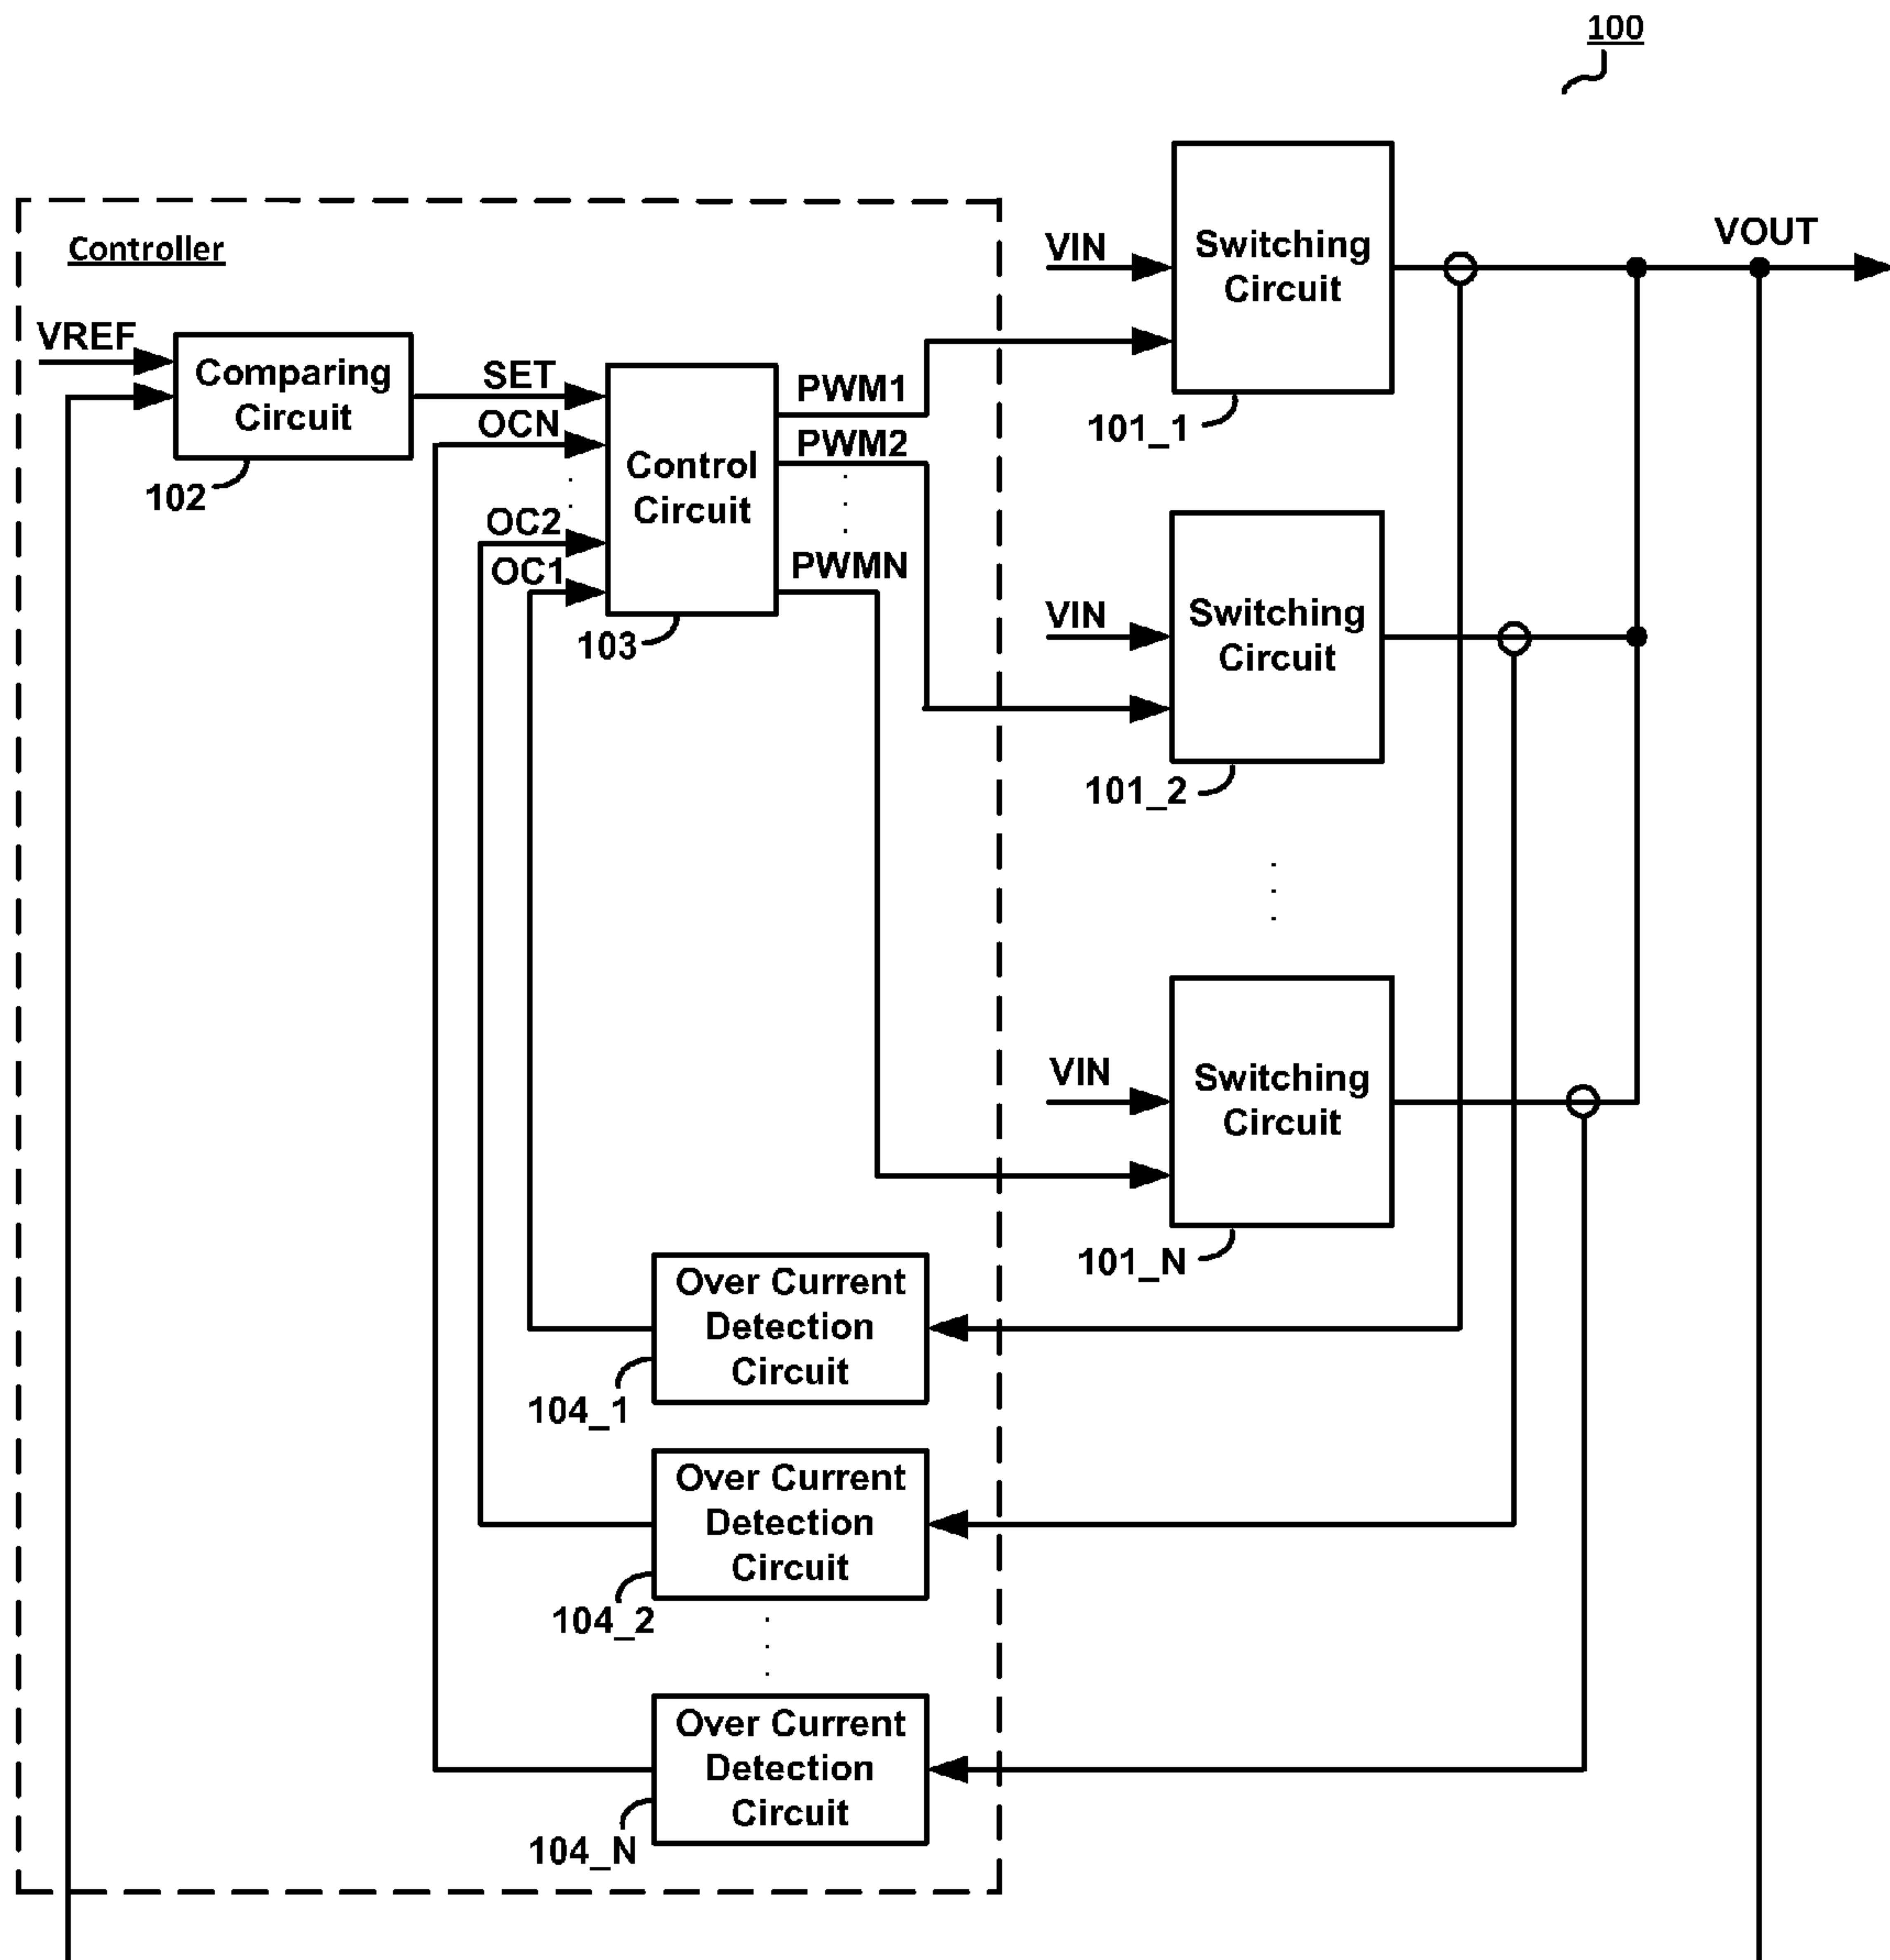 100
Controller
VREF
Comparing
Circuit
102
SET
OCN
OC2
OC1
Control
Circuit
103
PWM1
PWM2
PWMN
VIN
Switching
Circuit
101_1
VOUT
VIN
Switching
Circuit
101_2
VIN
Switching
Circuit
101_N
Over Current
Detection
Circuit
104_1
Over Current
Detection
Circuit
104_2
Over Current
Detection
Circuit
104_N